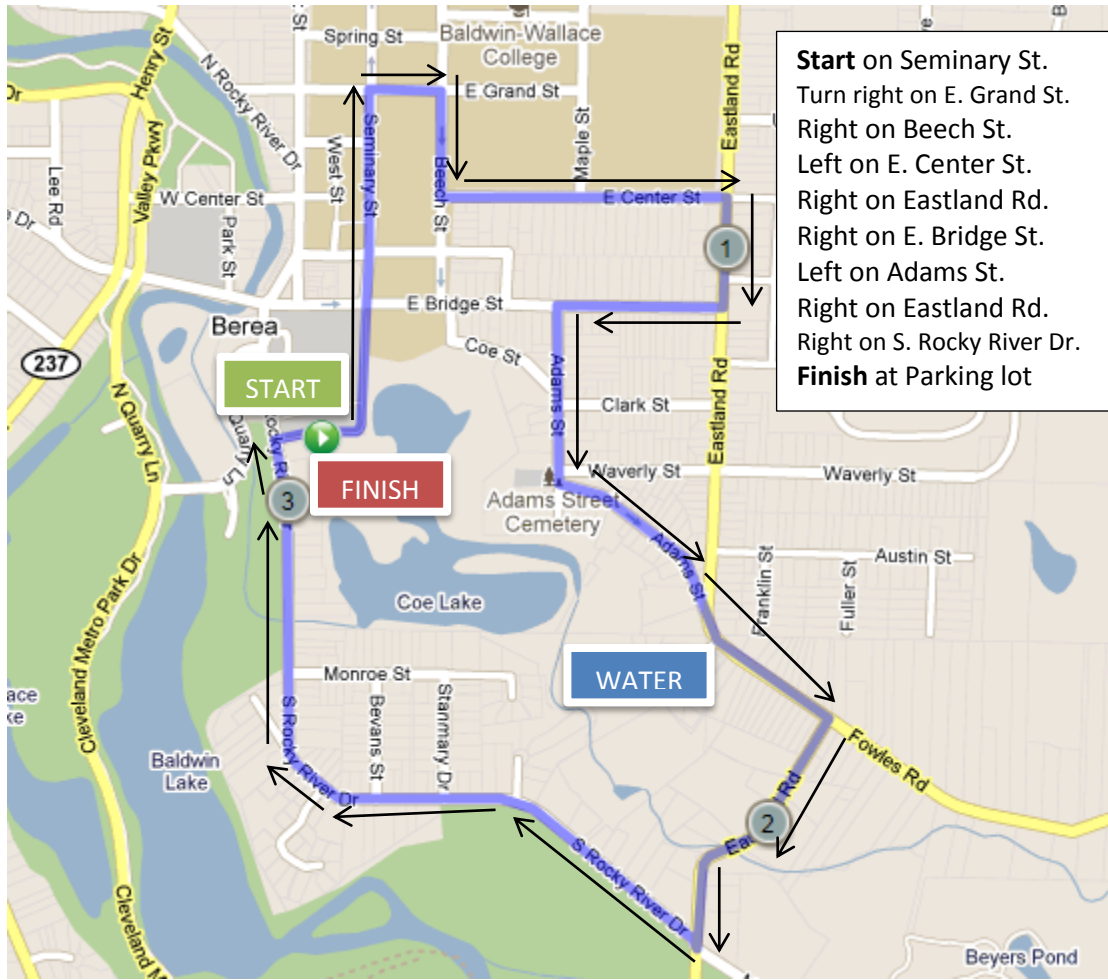 Spring St
Baldwin-Wallace
College
N Rocky River Dr
Henry St
Valley Pkwy
E Grand St
Eastland Rd
Maple St
Seminary St
West St
Beech St
Lee Rd
W Center St
Park St
E Center St
1
E Bridge St
Berea
237
N Quarry Ln
Coe St
Adams St
Clark St
Eastland Rd
START
Quarry Ln
FINISH
3
Waverly St
Waverly St
Adams Street
Cemetery
Adams St
Austin St
Franklin St
Fuller St
Coe Lake
WATER
Cleveland Metro Park Dr
Monroe St
Bevans St
Stanmary Dr
S Rocky River Dr
Baldwin
Lake
Fowles Rd
2
Rd
S Rocky River Dr
Beyers Pond
Start on Seminary St.
Turn right on E. Grand St.
Right on Beech St.
Left on E. Center St.
Right on Eastland Rd.
Right on E. Bridge St.
Left on Adams St.
Right on Eastland Rd.
Right on S. Rocky River Dr.
Finish at Parking lot